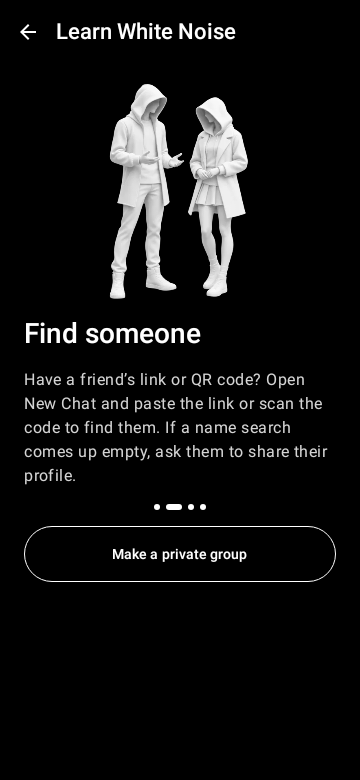 Learn White Noise
Find someone
Have a friend’s link or QR code? Open
New Chat and paste the link or scan the
code to find them. If a name search
comes up empty, ask them to share their
profile.
Make a private group